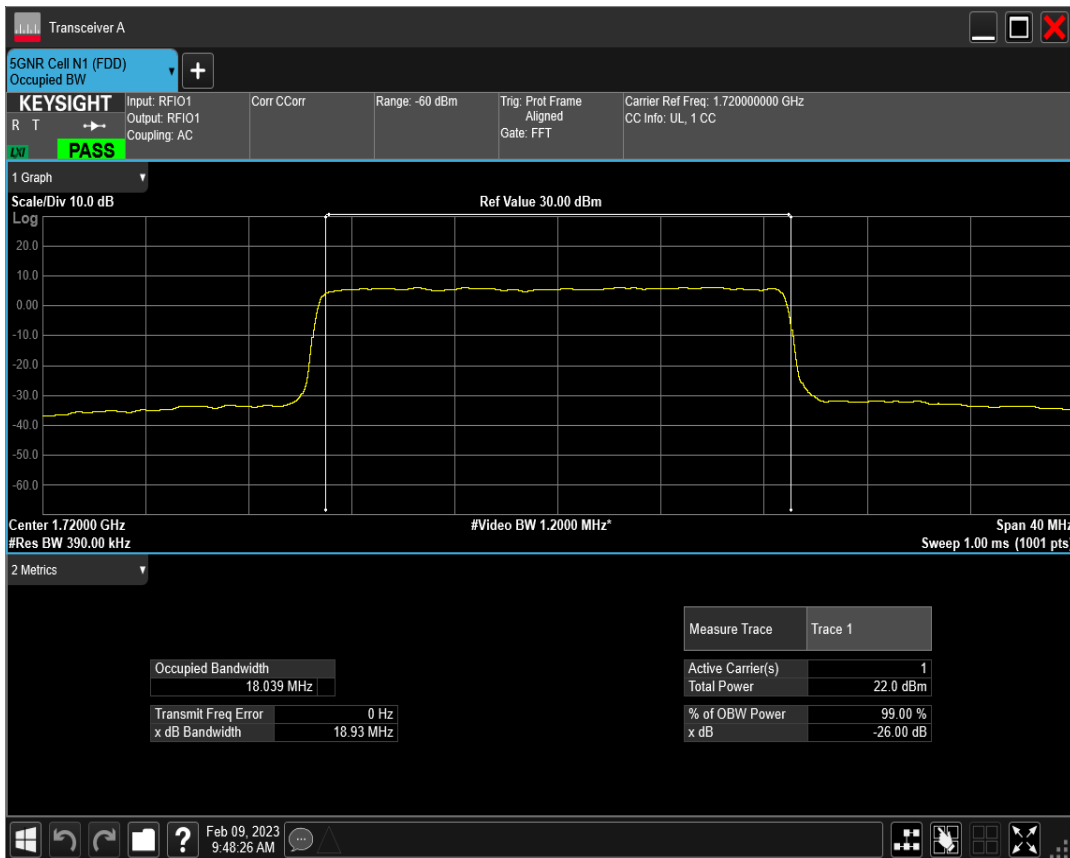 Transceiver A
5GNR Cell N1 (FDD)
Occupied BW
KEYSIGHT
R T
LXI
PASS
Input: RFIO1
Output: RFIO1
Coupling: AC
Corr CCorr
Range: -60 dBm
Trig: Prot Frame
Aligned
Gate: FFT
Carrier Ref Freq: 1.720000000 GHz
CC Info: UL, 1 CC
1 Graph
Scale/Div 10.0 dB
Ref Value 30.00 dBm
Log
20.0
10.0
0.00
-10.0
-20.0
-30.0
-40.0
-50.0
-60.0
Center 1.72000 GHz
#Video BW 1.2000 MHz*
Span 40 MHz
#Res BW 390.00 kHz
Sweep 1.00 ms (1001 pts)
2 Metrics
Measure Trace Trace 1
Occupied Bandwidth
18.039 MHz
Active Carrier(s) 1
Total Power 22.0 dBm
Transmit Freq Error 0 Hz
x dB Bandwidth 18.93 MHz
% of OBW Power 99.00 %
x dB -26.00 dB
?
Feb 09, 2023
9:48:26 AM